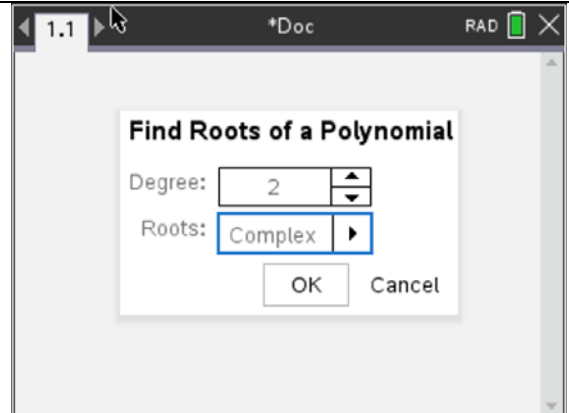 1.1 *Doc RAD
Find Roots of a Polynomial
Degree: 2
Roots: Complex
OK Cancel